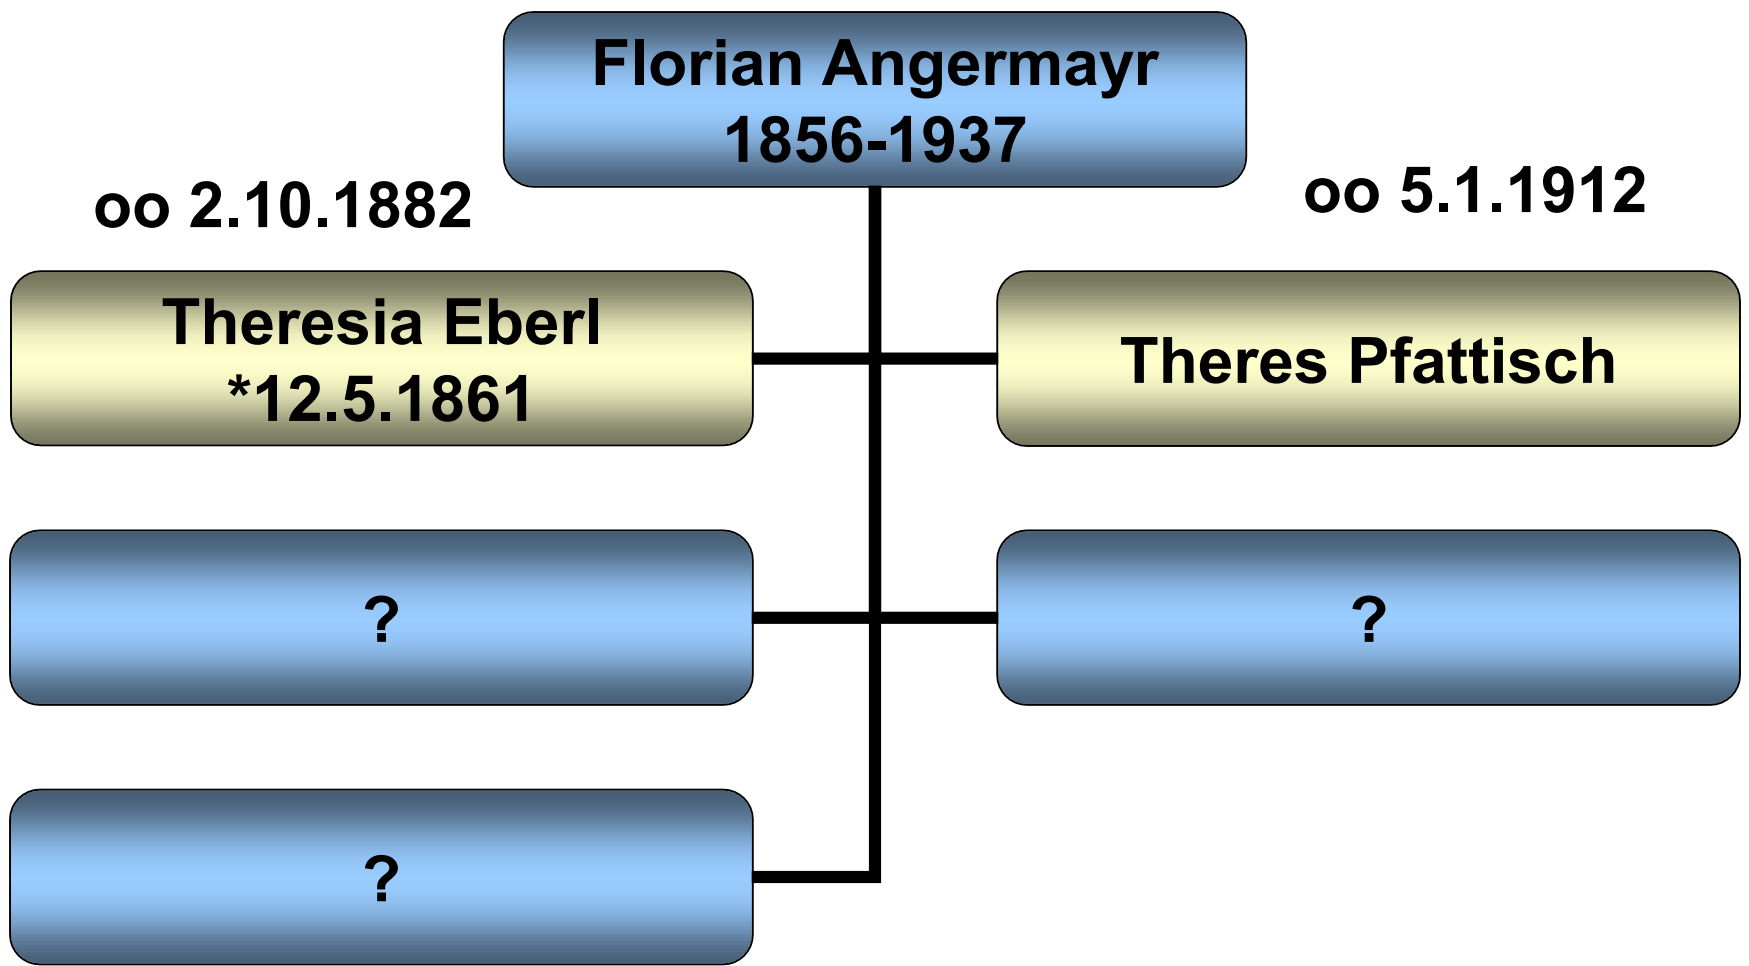 Florian Angermayr
1856-1937
oo 2.10.1882
oo 5.1.1912
Theresia Eberl
*12.5.1861
Theres Pfattisch
?
?
?